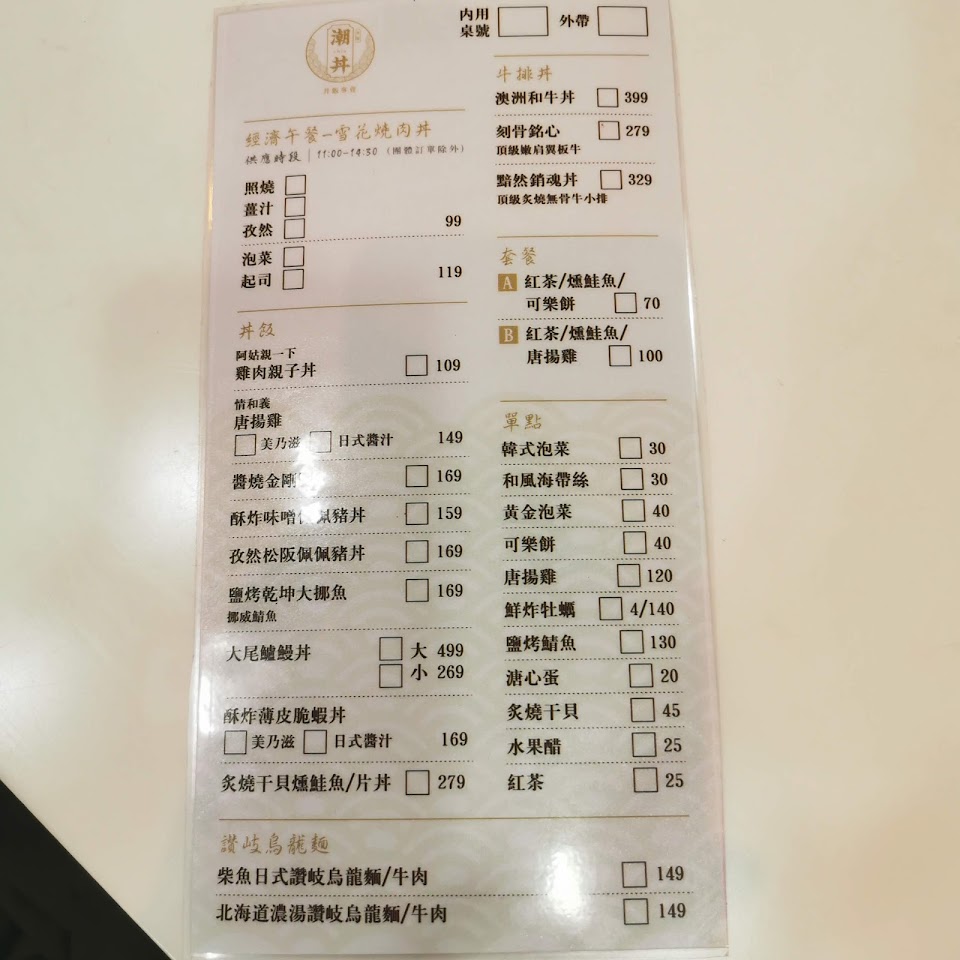 潮
丼
內用
桌號
外帶
經濟午餐-雪花燒肉丼
供應時段|11:00-14:30 (團體訂單除外)
照燒
薑汁
孜然 99
泡菜
起司 119
丼飯
阿姑親一下
雞肉親子丼 109
情和義
唐揚雞
美乃滋 日式醬汁 149
醬燒金剛 169
酥炸味噌 佩豬丼 159
孜然松阪佩佩豬丼 169
鹽烤乾坤大挪魚 169
挪威鯖魚
大尾鱸鰻丼 大 499
小 269
酥炸薄皮脆蝦丼
美乃滋 日式醬汁 169
炙燒干貝燻鮭魚/片丼 279
牛排丼
澳洲和牛丼 399
刻骨銘心 279
頂級嫩肩翼板牛
黯然銷魂丼 329
頂級炙燒無骨牛小排
套餐
A 紅茶/燻鮭魚/
可樂餅 70
B 紅茶/燻鮭魚/
唐揚雞 100
單點
韓式泡菜 30
和風海帶絲 30
黃金泡菜 40
可樂餅 40
唐揚雞 120
鮮炸牡蠣 4/140
鹽烤鯖魚 130
溏心蛋 20
炙燒干貝 45
水果醋 25
紅茶 25
讚岐烏龍麵
柴魚日式讚岐烏龍麵/牛肉 149
北海道濃湯讚岐烏龍麵/牛肉 149